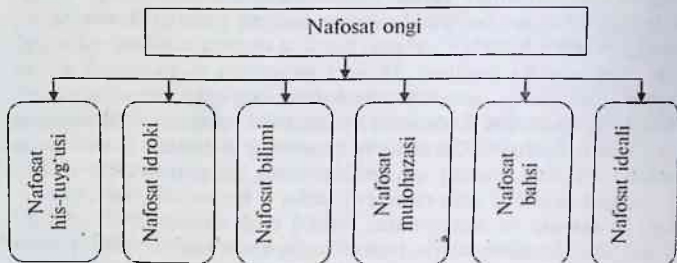 Nafosat ongi
Nafosat
his-tuyg'usi
Nafosat idroki
Nafosat bilimi
Nafosat
mulohazasi
Nafosat
bahsi
Nafosat ideali